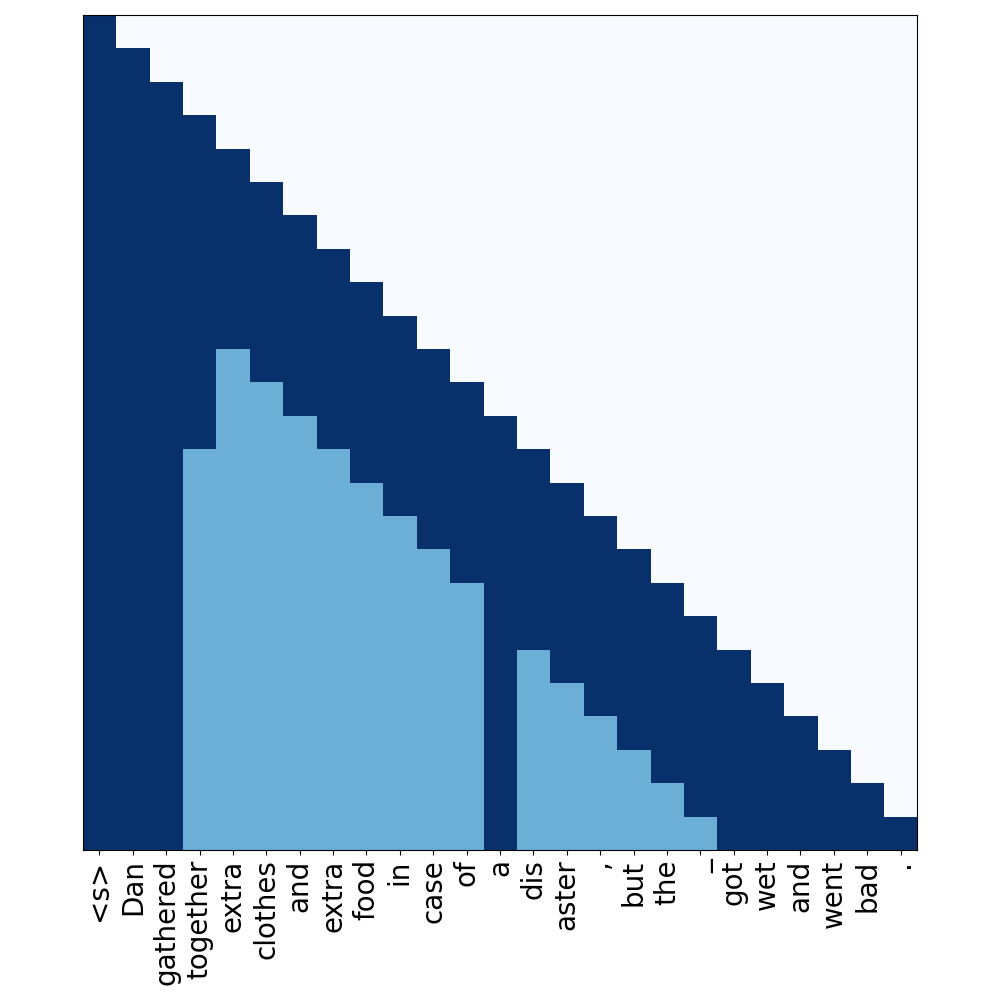 <s>
Dan
gathered
together
extra
clothes
and
extra
food
in
case
of
a
dis
aster
,
but
the
_
got
wet
and
went
bad
.